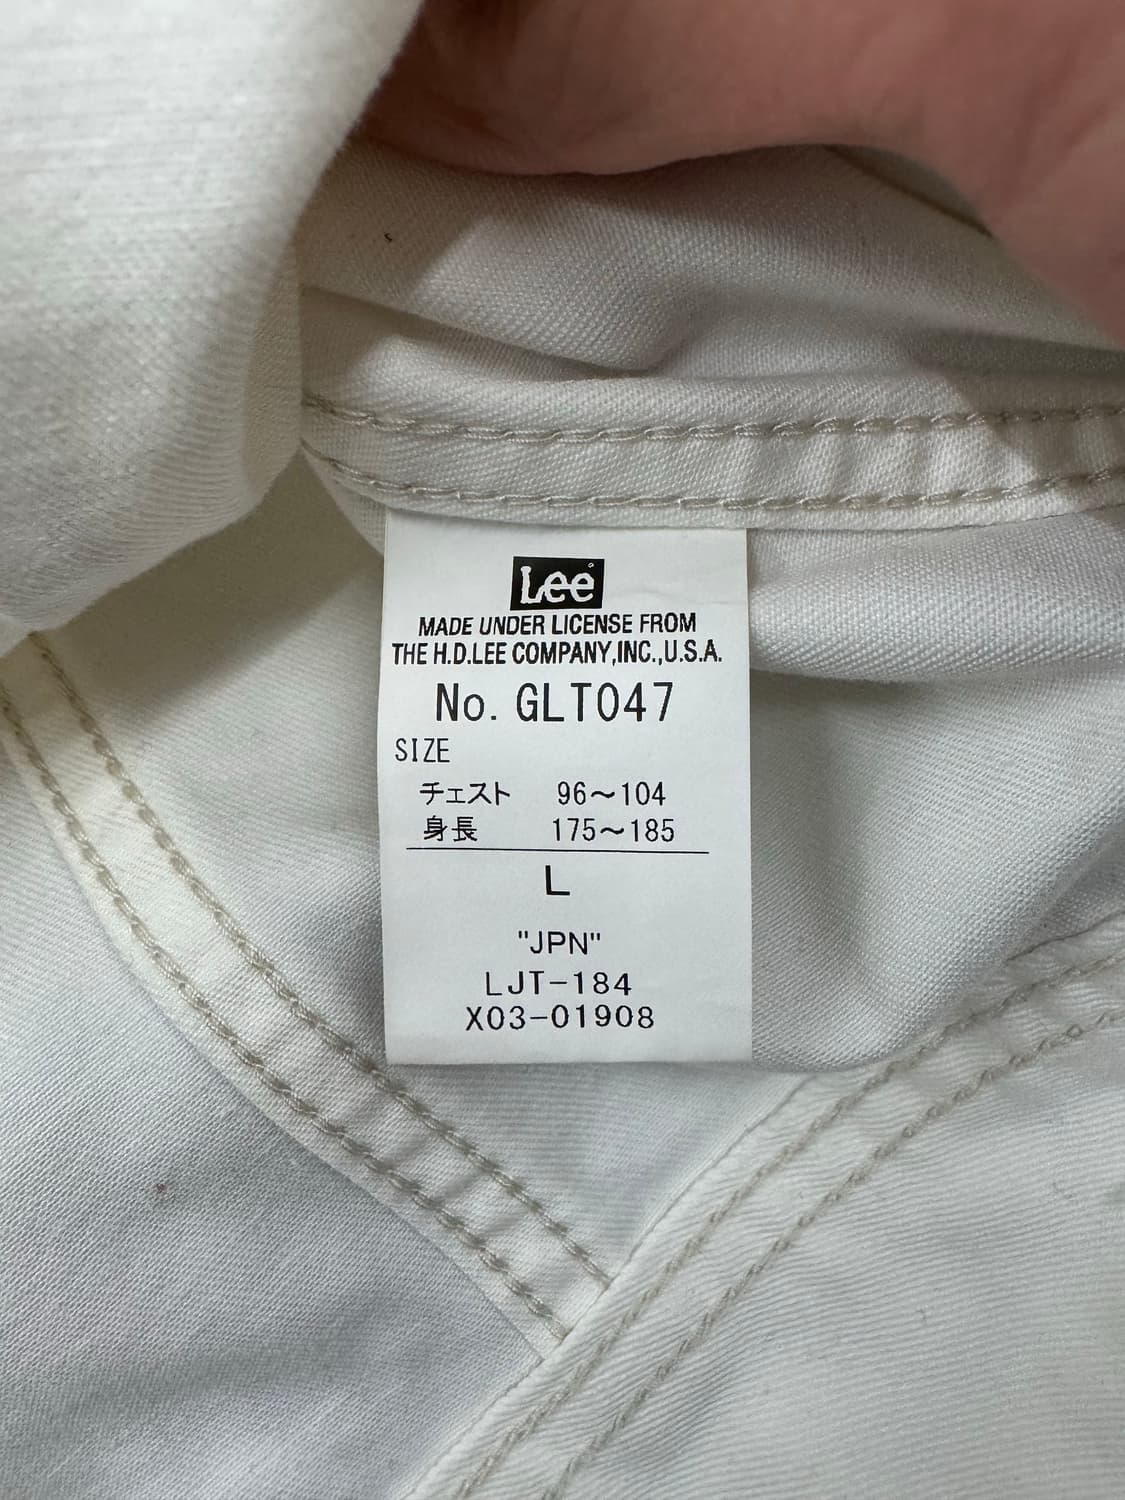 Lee
MADE UNDER LICENSE FROM
THE H.D.LEE COMPANY,INC.,U.S.A.
No. GLT047
SIZE
チェスト 96〜104
身長 175〜185
L
"JPN"
LJT-184
X03-01908